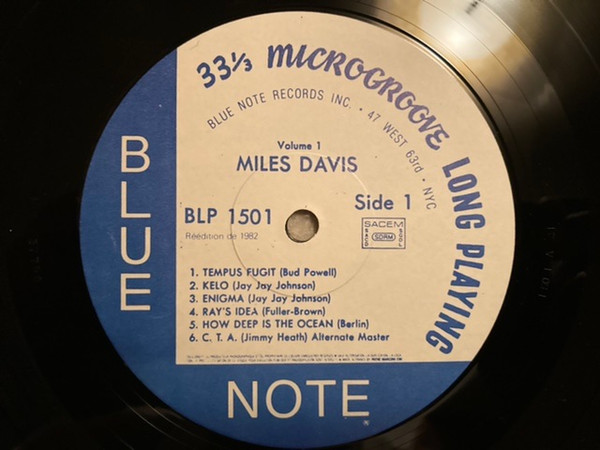 33⅓ MICROGROOVE LONG PLAYING
BLUE NOTE RECORDS INC. • 47 WEST 63rd • NYC
Volume 1
MILES DAVIS
BLP 1501
Side 1
Réédition de 1982
SACEM
SDRM
1. TEMPUS FUGIT (Bud Powell)
2. KELO (Jay Jay Johnson)
3. ENIGMA (Jay Jay Johnson)
4. RAY'S IDEA (Fuller-Brown)
5. HOW DEEP IS THE OCEAN (Berlin)
6. C. T. A. (Jimmy Heath) Alternate Master
BLUE
NOTE